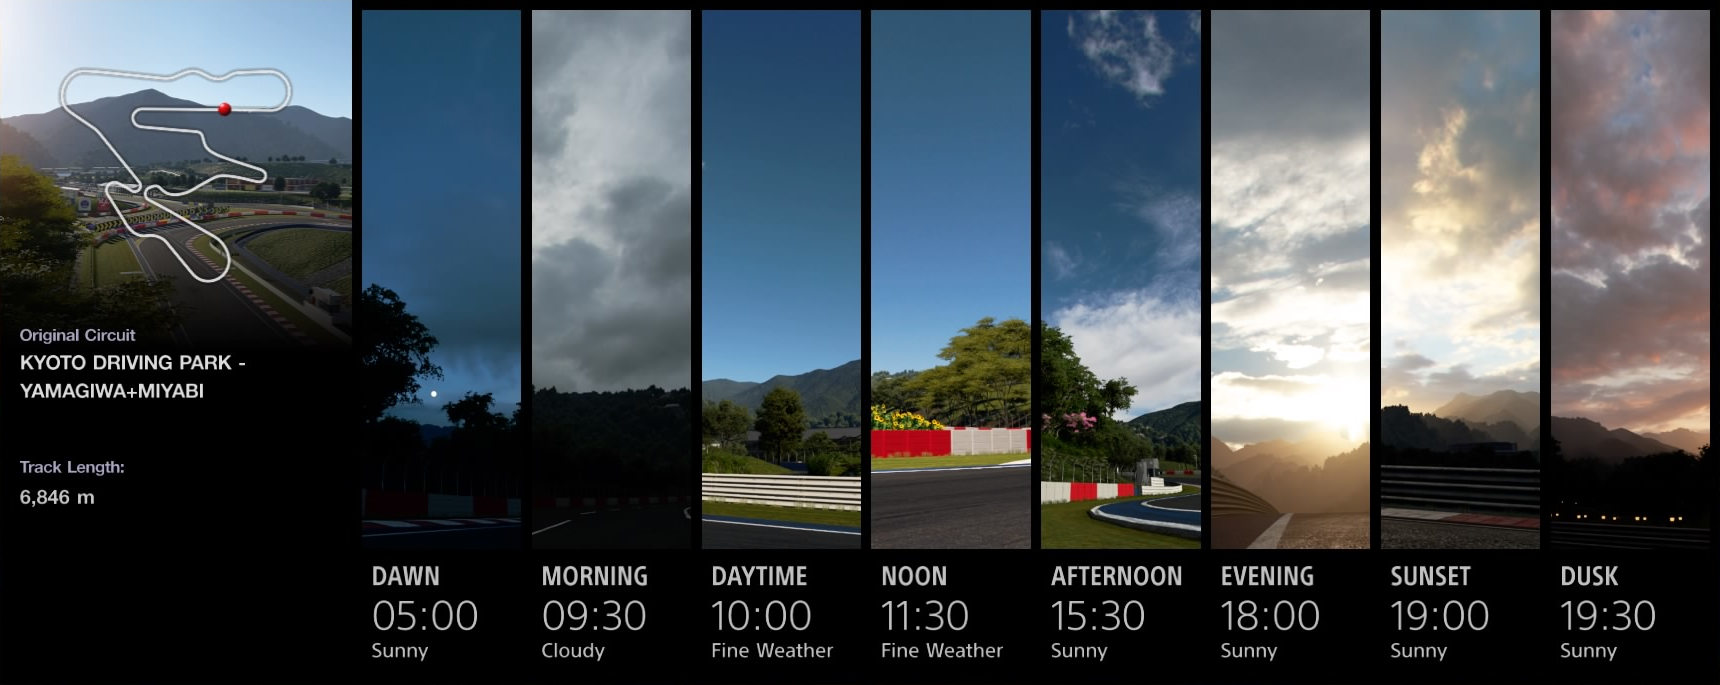 Original Circuit
KYOTO DRIVING PARK -
YAMAGIWA+MIYABI
Track Length:
6,846 m
DAWN
05:00
Sunny
MORNING
09:30
Cloudy
DAYTIME
10:00
Fine Weather
NOON
11:30
Fine Weather
AFTERNOON
15:30
Sunny
EVENING
18:00
Sunny
SUNSET
19:00
Sunny
DUSK
19:30
Sunny